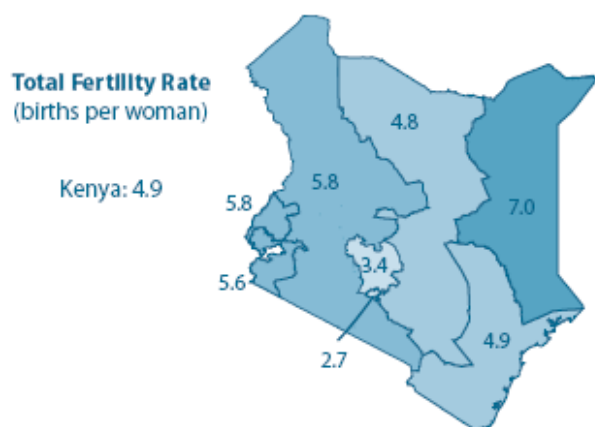 Total Fertility Rate
(births per woman)
Kenya: 4.9
4.8
5.8
5.8
7.0
3.4
5.6
4.9
2.7